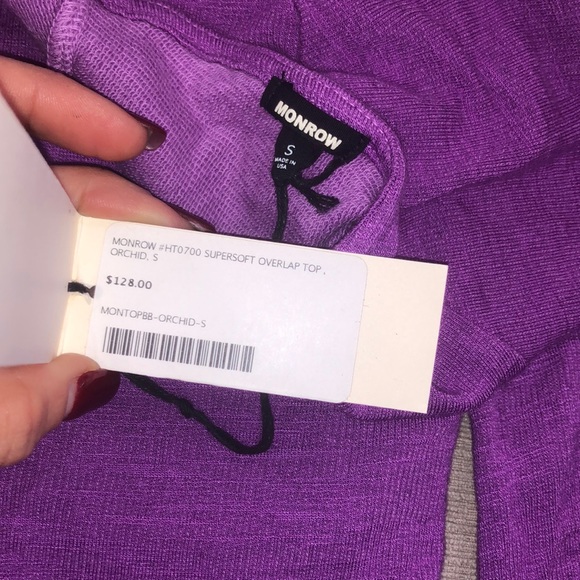 MONROW
S
MADE IN
USA
MONROW #HT0700 SUPERSOFT OVERLAP TOP,
ORCHID, S
$128.00
MONTOPBB-ORCHID-S